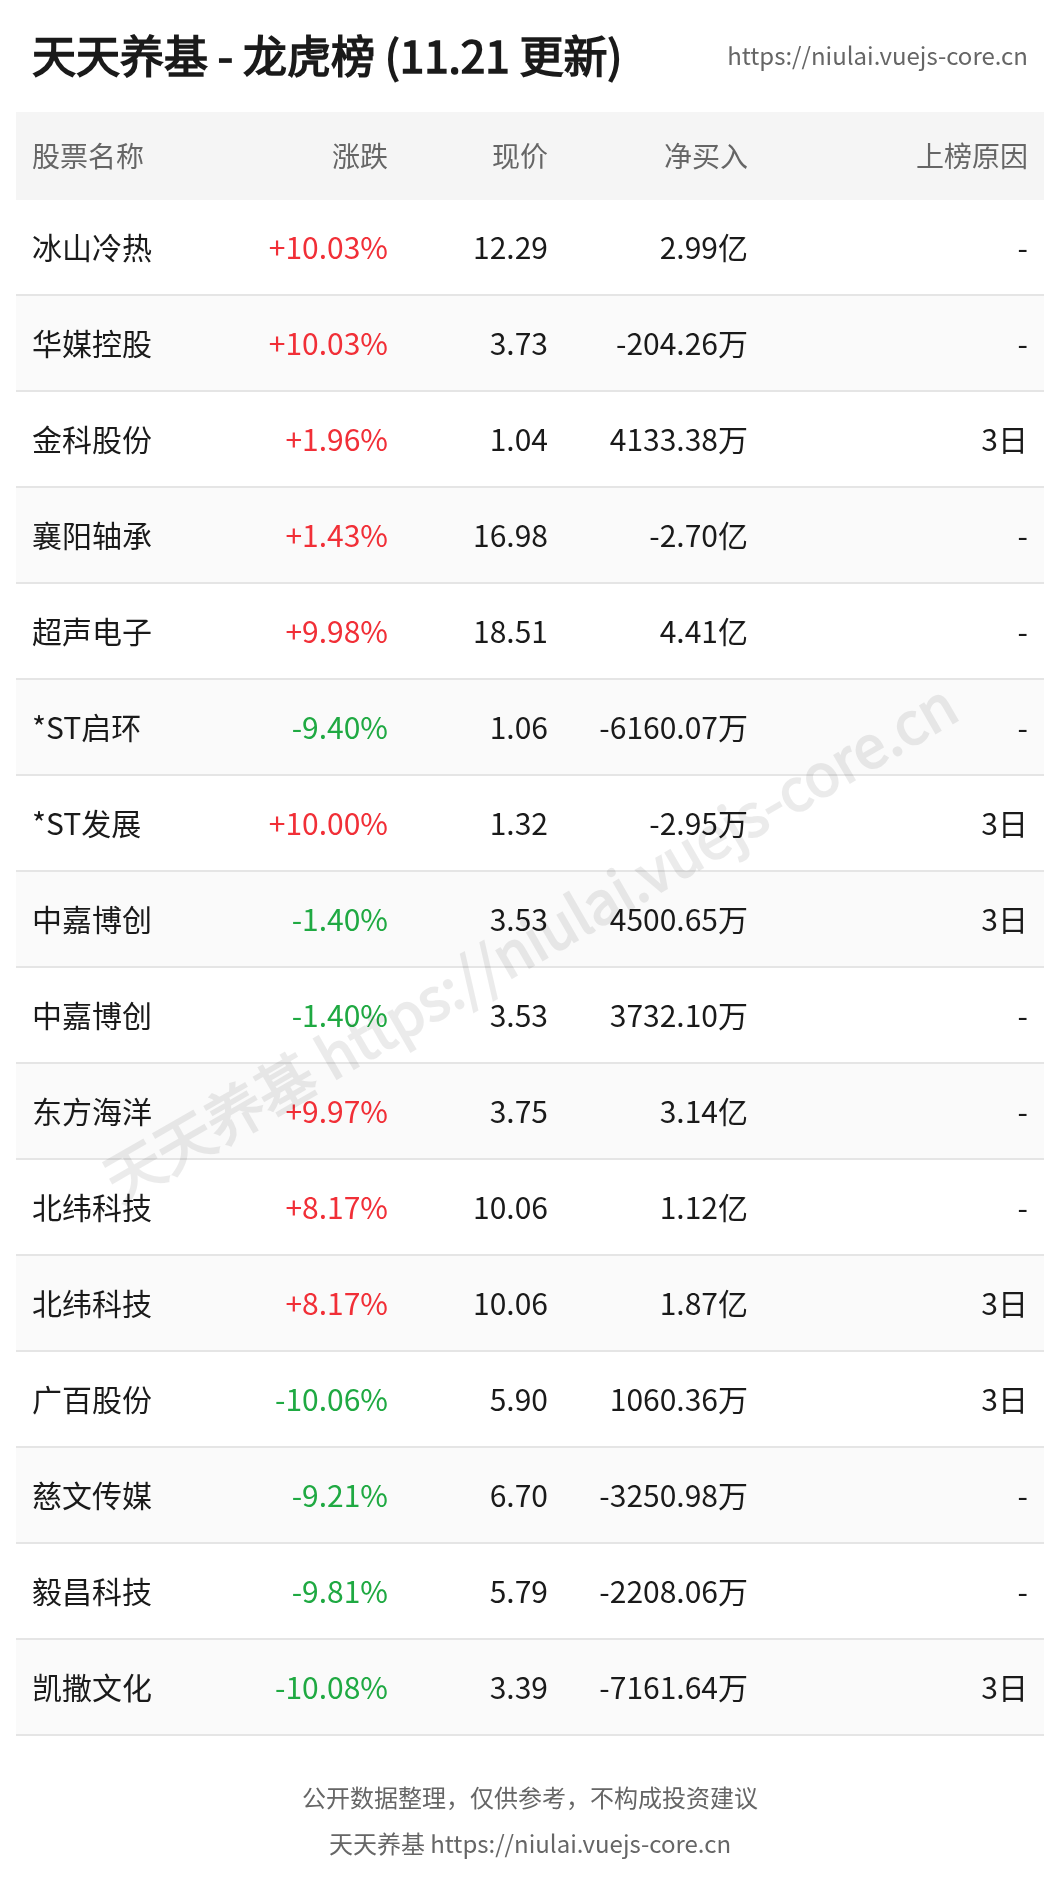 天天养基 - 龙虎榜 (11.21 更新) https://niulai.vuejs-core.cn
股票名称 涨跌 现价 净买入 上榜原因
冰山冷热 +10.03% 12.29 2.99亿 -
华媒控股 +10.03% 3.73 -204.26万 -
金科股份 +1.96% 1.04 4133.38万 3日
襄阳轴承 +1.43% 16.98 -2.70亿 -
超声电子 +9.98% 18.51 4.41亿 -
*ST启环 -9.40% 1.06 -6160.07万 -
*ST发展 +10.00% 1.32 -2.95万 3日
中嘉博创 -1.40% 3.53 4500.65万 3日
中嘉博创 -1.40% 3.53 3732.10万 -
东方海洋 +9.97% 3.75 3.14亿 -
北纬科技 +8.17% 10.06 1.12亿 -
北纬科技 +8.17% 10.06 1.87亿 3日
广百股份 -10.06% 5.90 1060.36万 3日
慈文传媒 -9.21% 6.70 -3250.98万 -
毅昌科技 -9.81% 5.79 -2208.06万 -
凯撒文化 -10.08% 3.39 -7161.64万 3日
天天养基 https://niulai.vuejs-core.cn
公开数据整理，仅供参考，不构成投资建议
天天养基 https://niulai.vuejs-core.cn